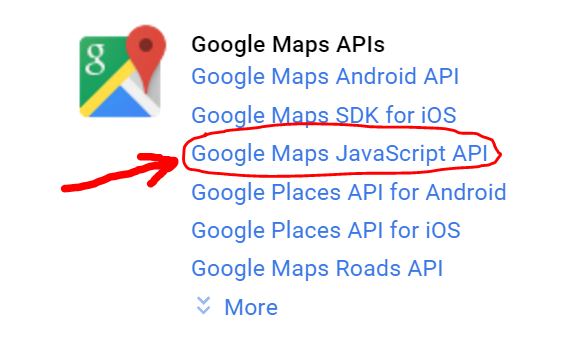 g
Google Maps APIs
Google Maps Android API
Google Maps SDK for iOS
Google Maps JavaScript API
Google Places API for Android
Google Places API for iOS
Google Maps Roads API
More